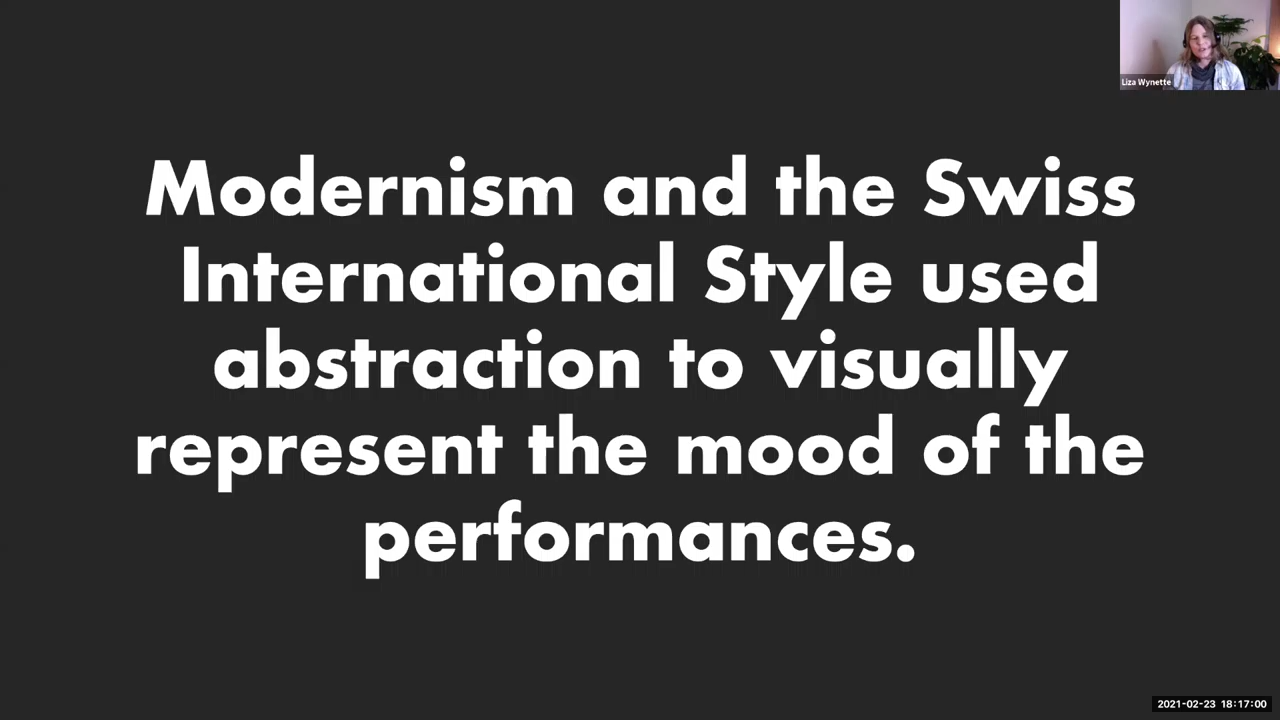 Liza Wynette
Modernism and the Swiss
International Style used
abstraction to visually
represent the mood of the
performances.
2021-02-23 18:17:00